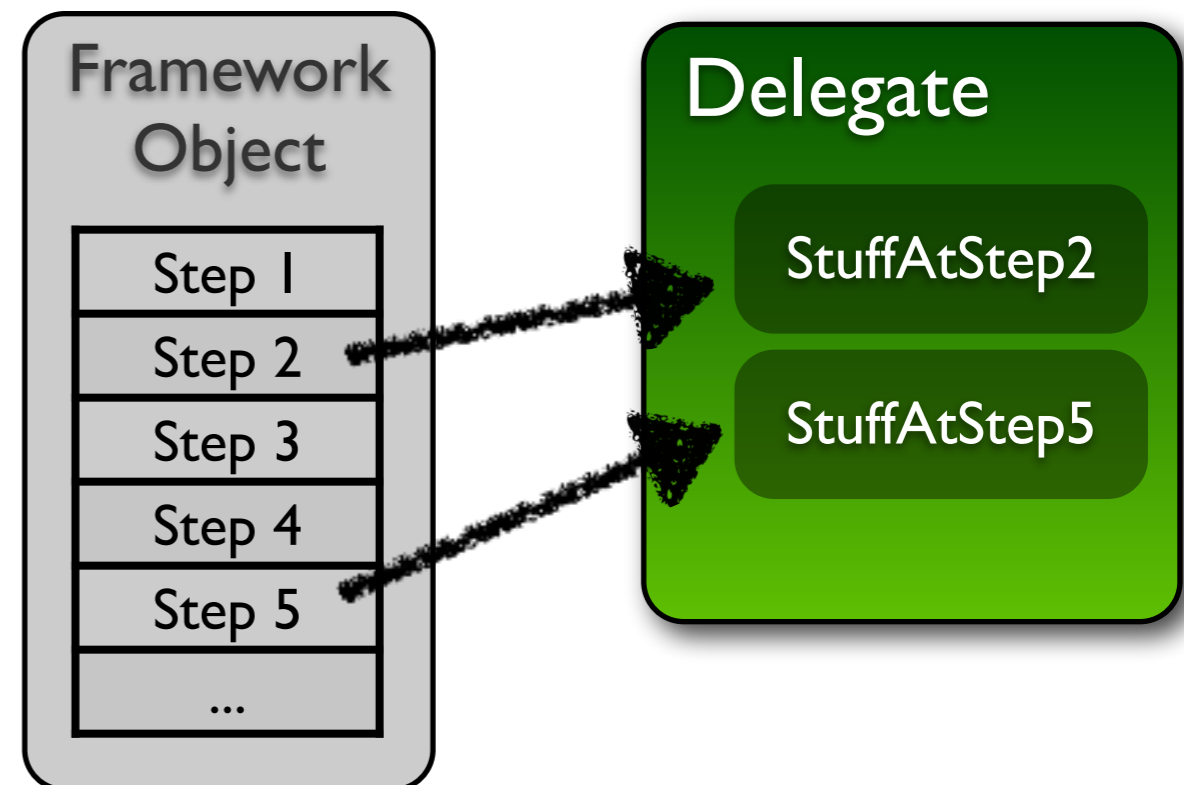 Framework
Object
Step 1
Step 2
Step 3
Step 4
Step 5
...
Delegate
StuffAtStep2
StuffAtStep5